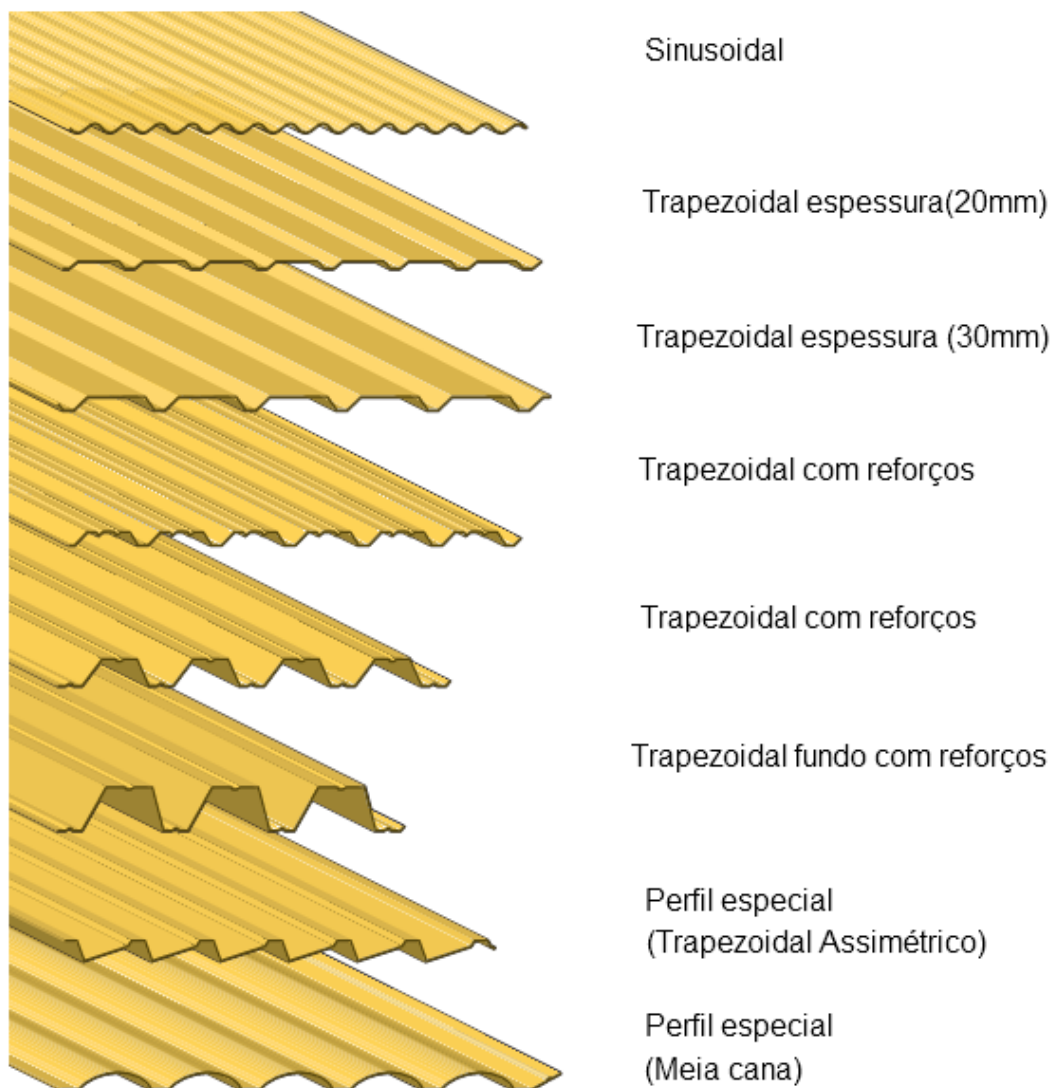 Sinusoidal
Trapezoidal espessura(20mm)
Trapezoidal espessura (30mm)
Trapezoidal com reforços
Trapezoidal com reforços
Trapezoidal fundo com reforços
Perfil especial
(Trapezoidal Assimétrico)
Perfil especial
(Meia cana)